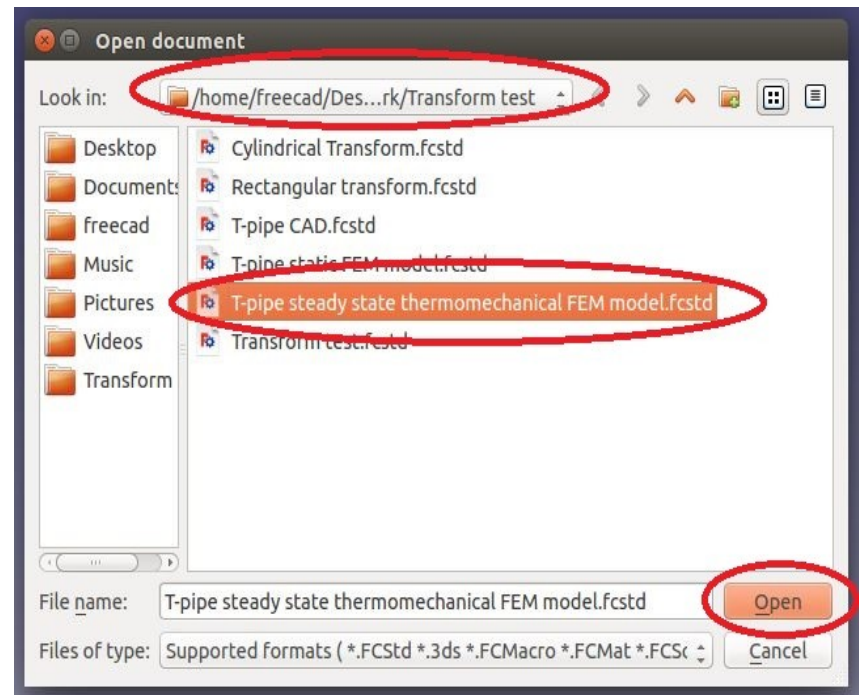 Open document
Look in: /home/freecad/Des...rk/Transform test
Desktop
Documents
freecad
Music
Pictures
Videos
Transform
Cylindrical Transform.fcstd
Rectangular transform.fcstd
T-pipe CAD.fcstd
T-pipe static FEM model.fcstd
T-pipe steady state thermomechanical FEM model.fcstd
Transform test.fcstd
File name: T-pipe steady state thermomechanical FEM model.fcstd Open
Files of type: Supported formats ( *.FCStd *.3ds *.FCMacro *.FCMat *.FCSc Cancel